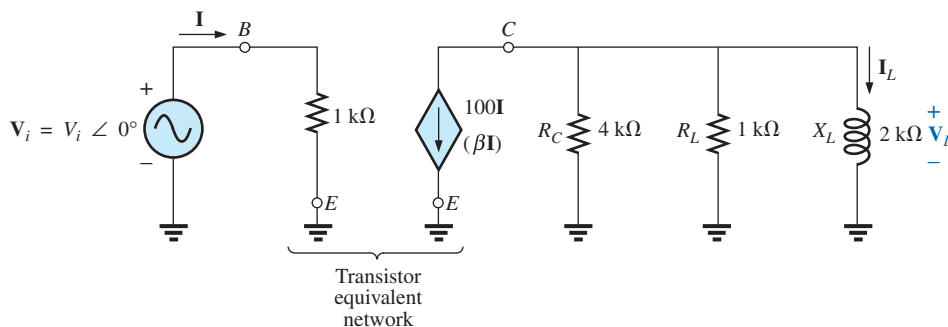 I
B
C
I_L
+
V_i = V_i ∠ 0°
–
1 kΩ
100I
(βI)
R_C
4 kΩ
R_L
1 kΩ
X_L
2 kΩ
+
V_L
–
E
E
Transistor
equivalent
network